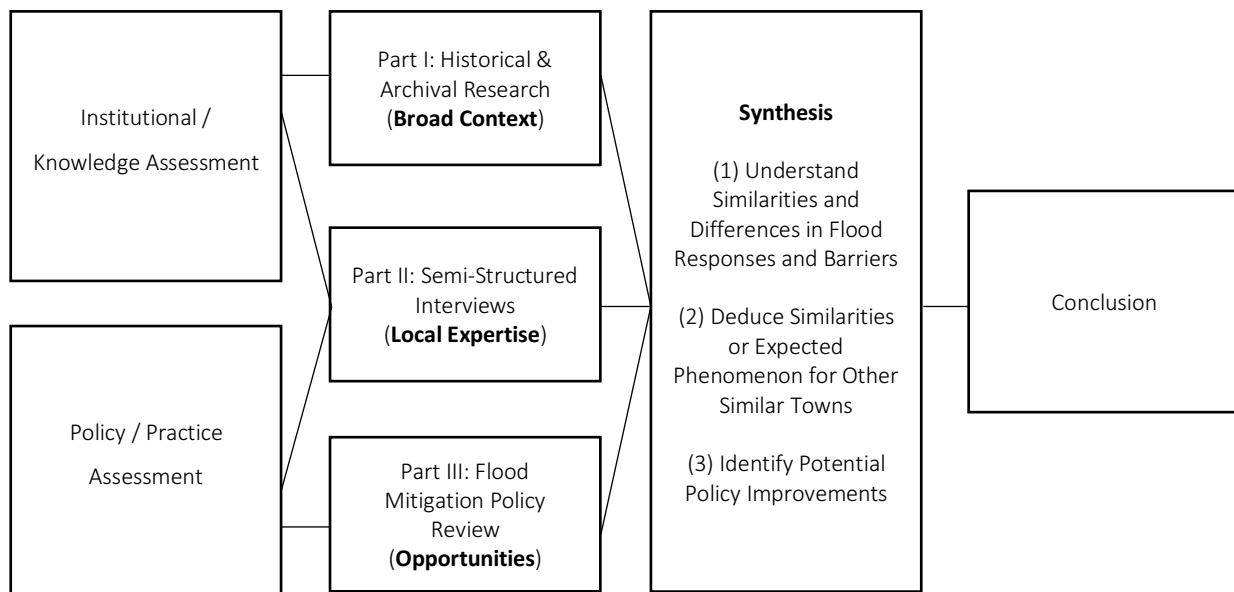 Institutional /
Knowledge Assessment
Policy / Practice
Assessment
Part I: Historical &
Archival Research
(Broad Context)
Part II: Semi-Structured
Interviews
(Local Expertise)
Part III: Flood
Mitigation Policy
Review
(Opportunities)
Synthesis
(1) Understand
Similarities and
Differences in Flood
Responses and Barriers
(2) Deduce Similarities
or Expected
Phenomenon for Other
Similar Towns
(3) Identify Potential
Policy Improvements
Conclusion